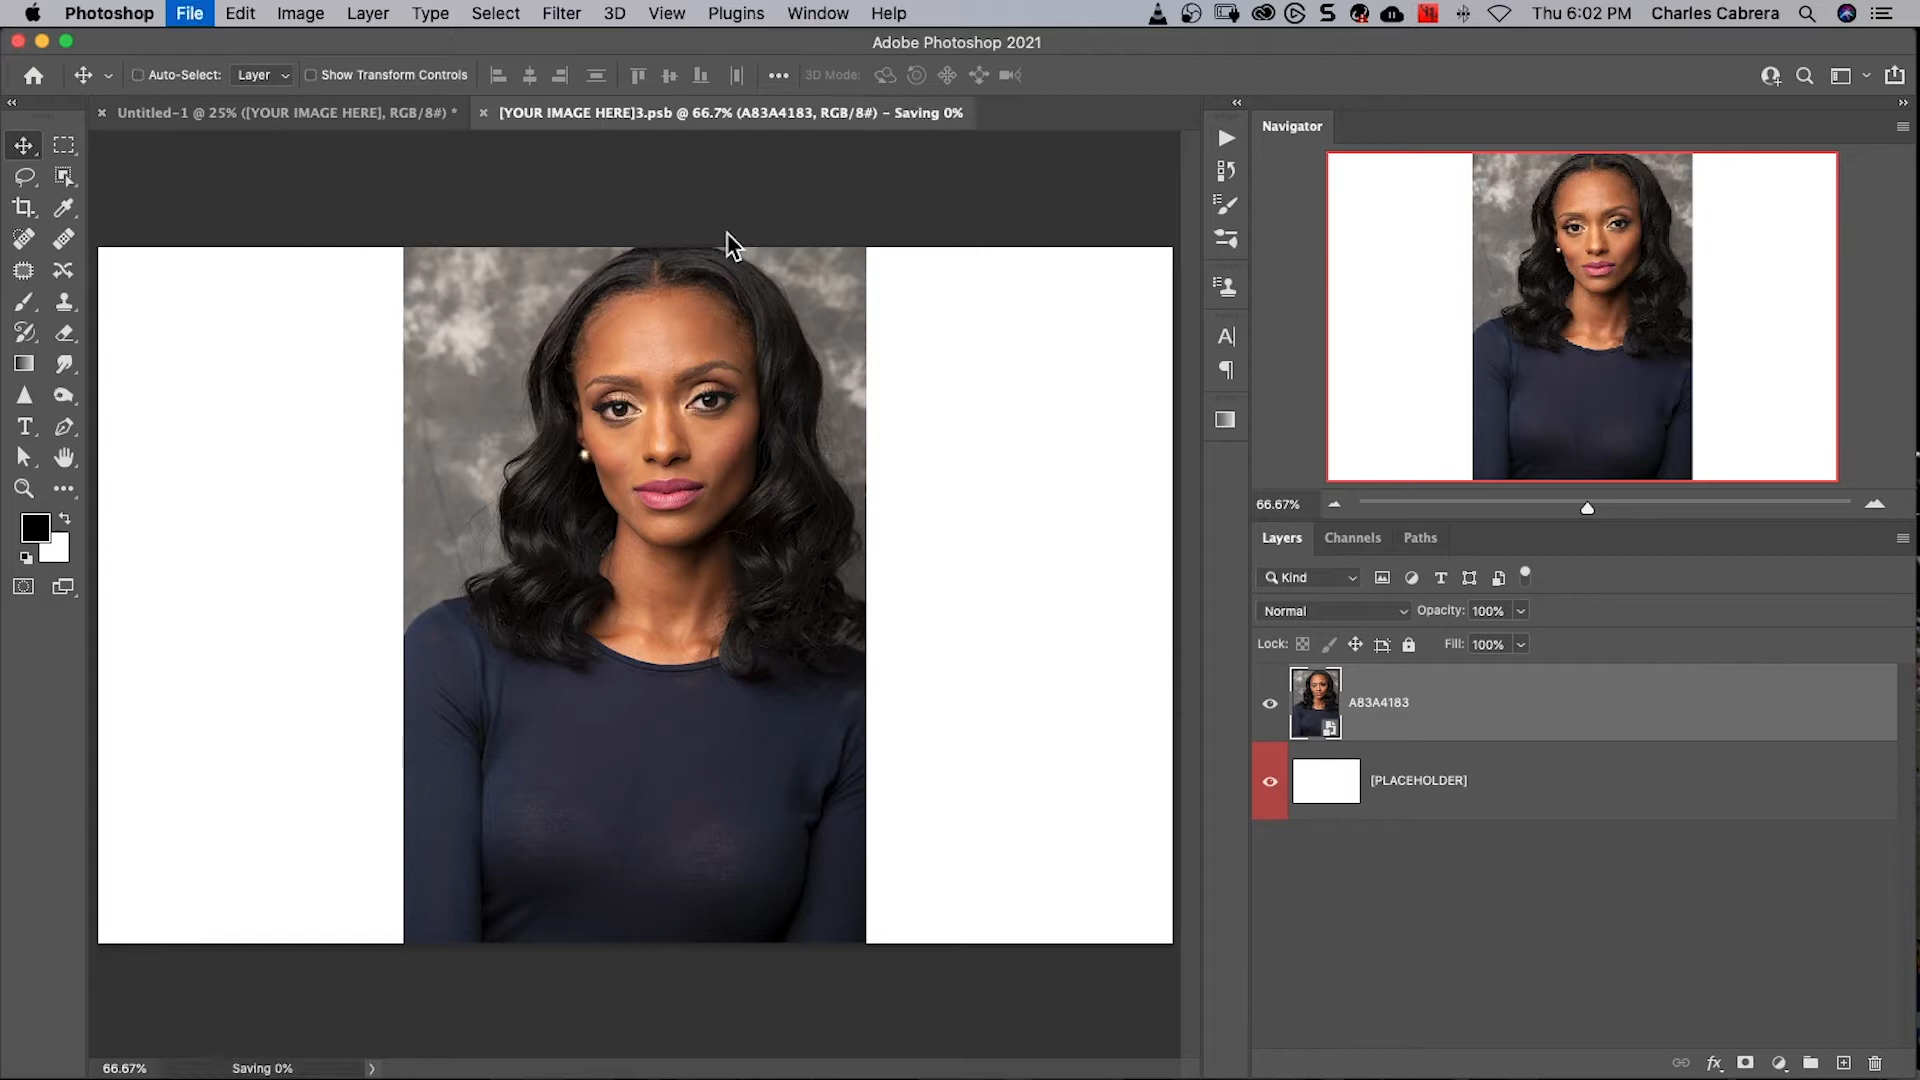 Photoshop File Edit Image Layer Type Select Filter 3D View Plugins Window Help Thu 6:02 PM Charles Cabrera
Adobe Photoshop 2021
Auto-Select: Layer Show Transform Controls 3D Mode:
Untitled-1 @ 25% ([YOUR IMAGE HERE], RGB/8#) * [YOUR IMAGE HERE]3.psb @ 66.7% (A83A4183, RGB/8#) – Saving 0%
Navigator
66.67%
Layers Channels Paths
Kind
Normal Opacity: 100%
Lock: Fill: 100%
A83A4183
[PLACEHOLDER]
66.67% Saving 0%